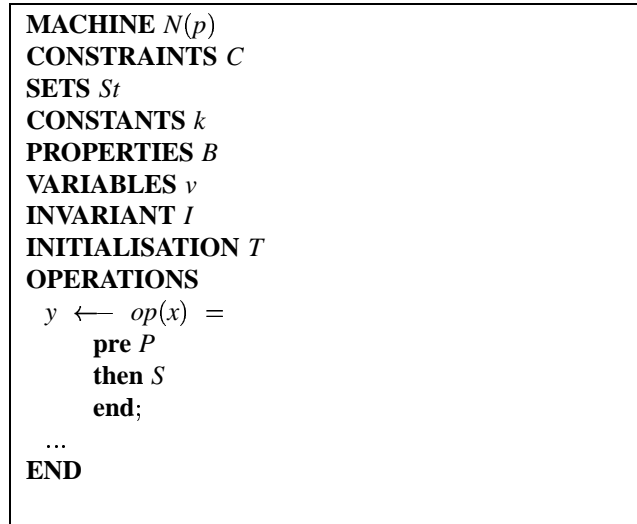 MACHINE N(p)
CONSTRAINTS C
SETS St
CONSTANTS k
PROPERTIES B
VARIABLES v
INVARIANT I
INITIALISATION T
OPERATIONS
y ⟵ op(x) =
pre P
then S
end;
...
END